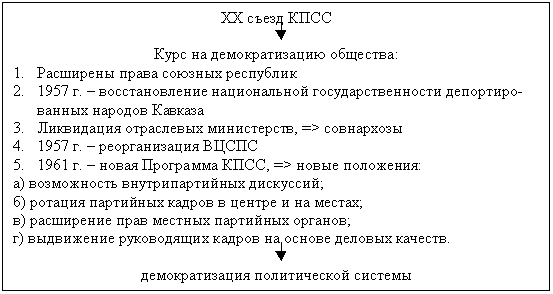 XX съезд КПСС
Курс на демократизацию общества:
1. Расширены права союзных республик
2. 1957 г. – восстановление национальной государственности депортиро-
ванных народов Кавказа
3. Ликвидация отраслевых министерств, => совнархозы
4. 1957 г. – реорганизация ВЦСПС
5. 1961 г. – новая Программа КПСС, => новые положения:
а) возможность внутрипартийных дискуссий;
б) ротация партийных кадров в центре и на местах;
в) расширение прав местных партийных органов;
г) выдвижение руководящих кадров на основе деловых качеств.
демократизация политической системы